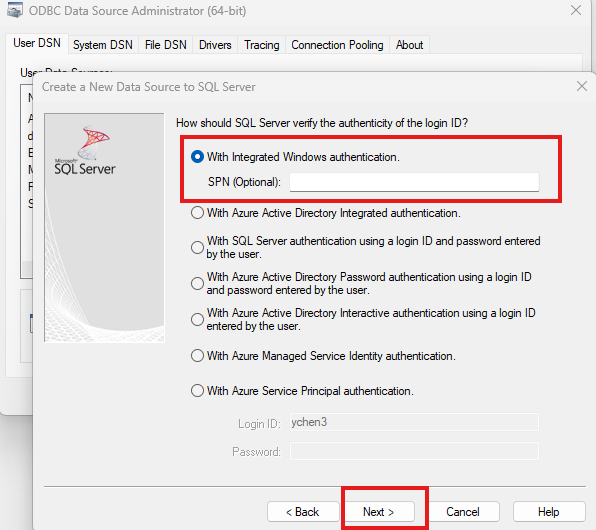 ODBC Data Source Administrator (64-bit)
User DSN System DSN File DSN Drivers Tracing Connection Pooling About
Create a New Data Source to SQL Server
How should SQL Server verify the authenticity of the login ID?
Microsoft
SQL Server
With Integrated Windows authentication.
SPN (Optional):
With Azure Active Directory Integrated authentication.
With SQL Server authentication using a login ID and password entered
by the user.
With Azure Active Directory Password authentication using a login ID
and password entered by the user.
With Azure Active Directory Interactive authentication using a login ID
entered by the user.
With Azure Managed Service Identity authentication.
With Azure Service Principal authentication.
Login ID: ychen3
Password:
< Back Next > Cancel Help